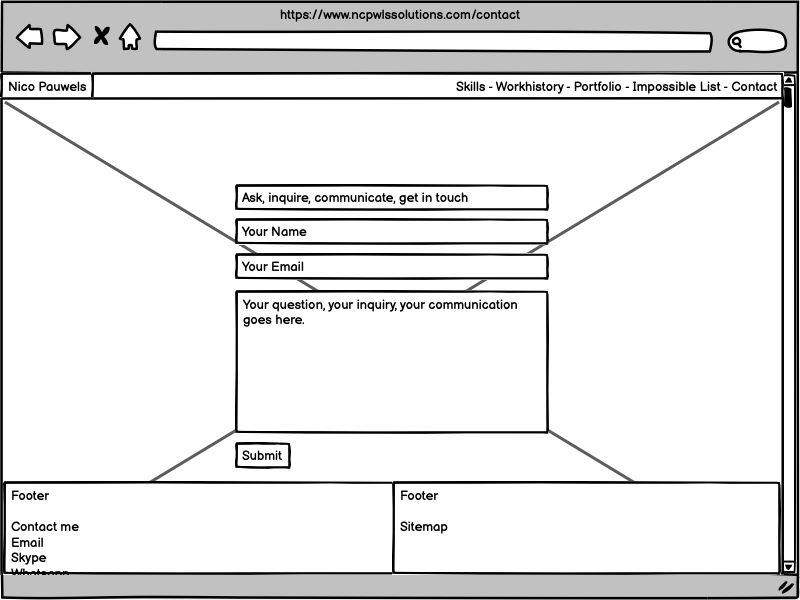 https://www.ncpwlssolutions.com/contact
Nico Pauwels
Skills - Workhistory - Portfolio - Impossible List - Contact
Ask, inquire, communicate, get in touch
Your Name
Your Email
Your question, your inquiry, your communication
goes here.
Submit
Footer
Contact me
Email
Skype
Whatsapp
Footer
Sitemap